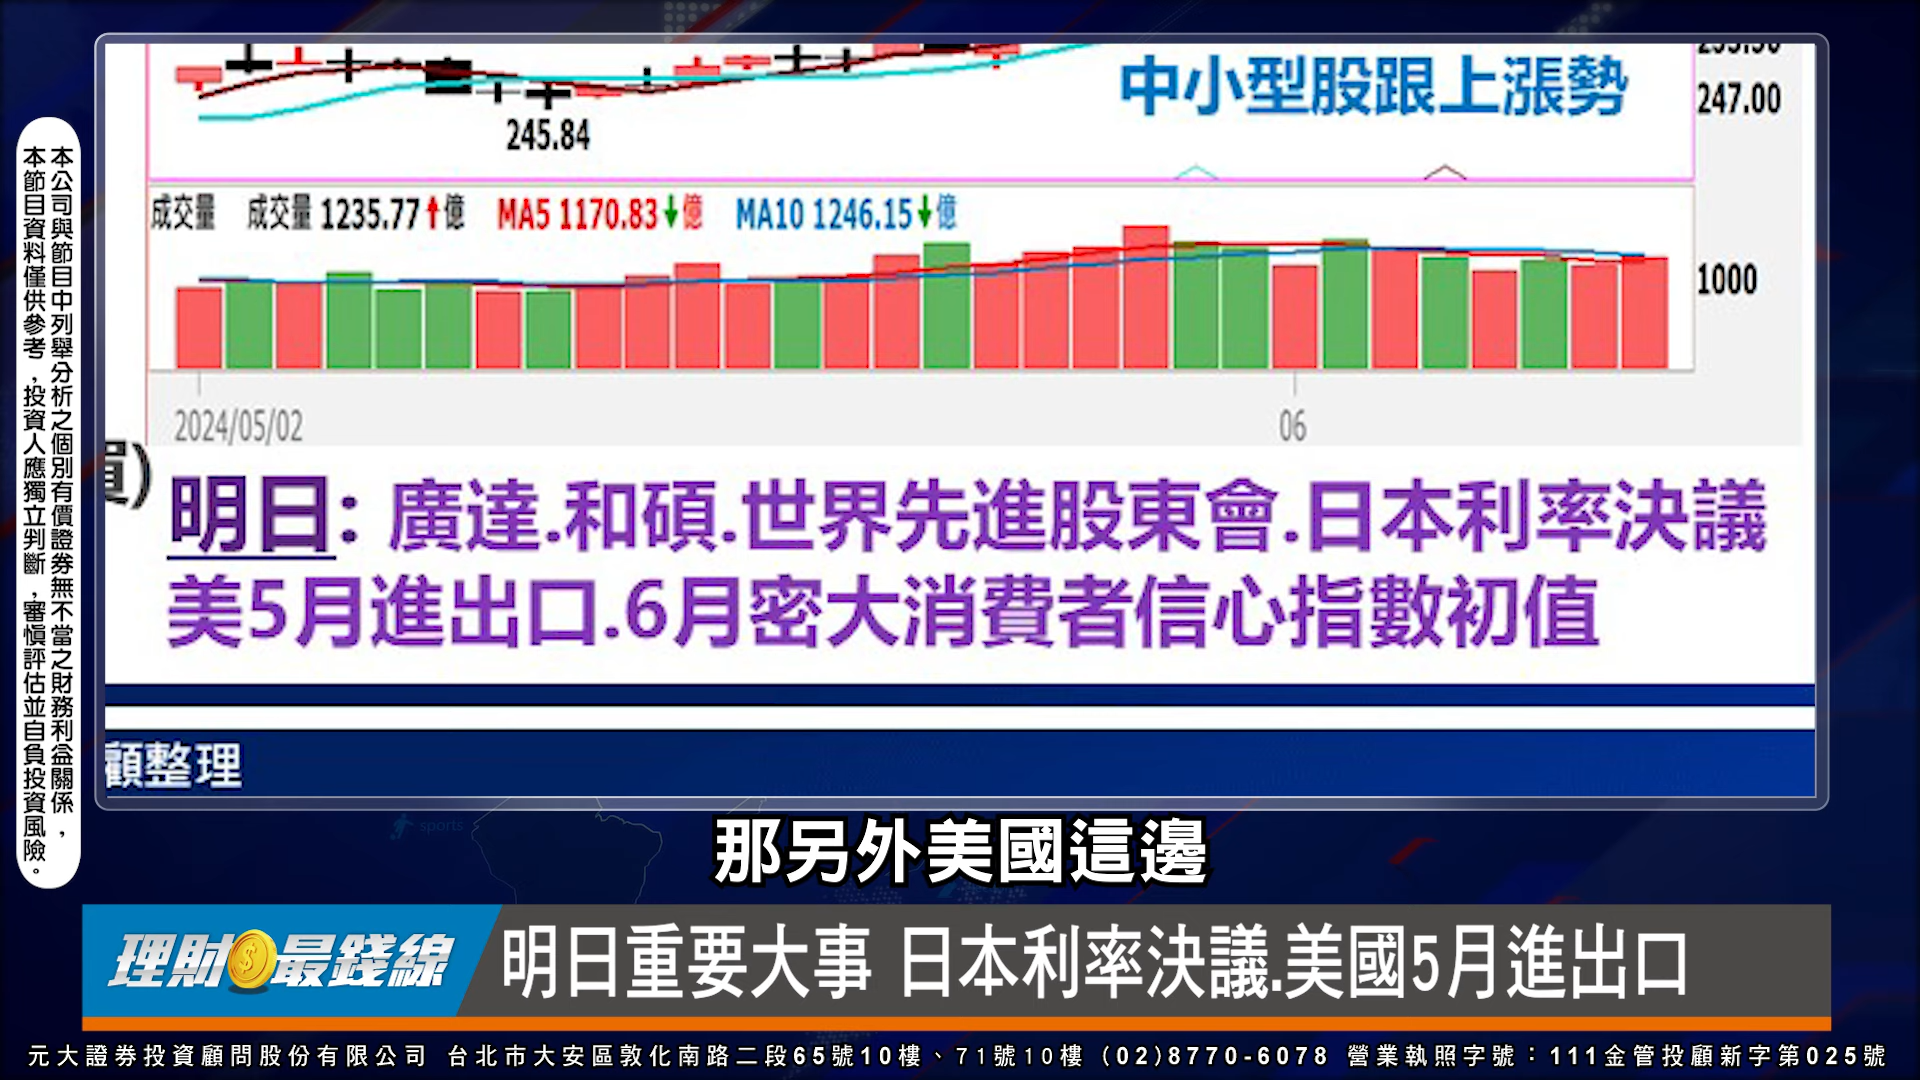 中小型股跟上漲勢
247.00
245.84
成交量 成交量 1235.77↑億 MA5 1170.83↓億 MA10 1246.15↓億
1000
2024/05/02 06
明日: 廣達.和碩.世界先進股東會.日本利率決議
美5月進出口.6月密大消費者信心指數初值
顧整理
本公司與節目中列舉分析之個別有價證券無不當之財務利益關係，
本節目資料僅供參考，投資人應獨立判斷，審慎評估並自負投資風險。
那另外美國這邊
理財最錢線 明日重要大事 日本利率決議.美國5月進出口
元大證券投資顧問股份有限公司 台北市大安區敦化南路二段65號10樓、71號10樓 (02)8770-6078 營業執照字號：111金管投顧新字第025號